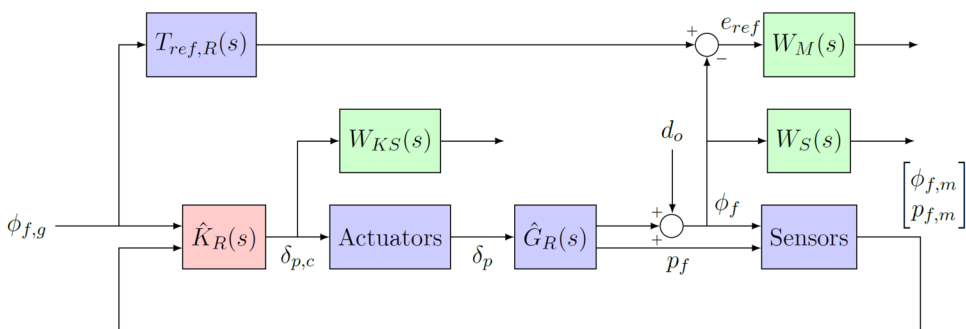 T_{ref,R}(s)
+
−
e_{ref}
W_M(s)
W_{KS}(s)
d_o
W_S(s)
ϕ_{f,g}
K̂_R(s)
δ_{p,c}
Actuators
δ_p
Ĝ_R(s)
+
+
ϕ_f
p_f
Sensors
[ϕ_{f,m}
p_{f,m}]